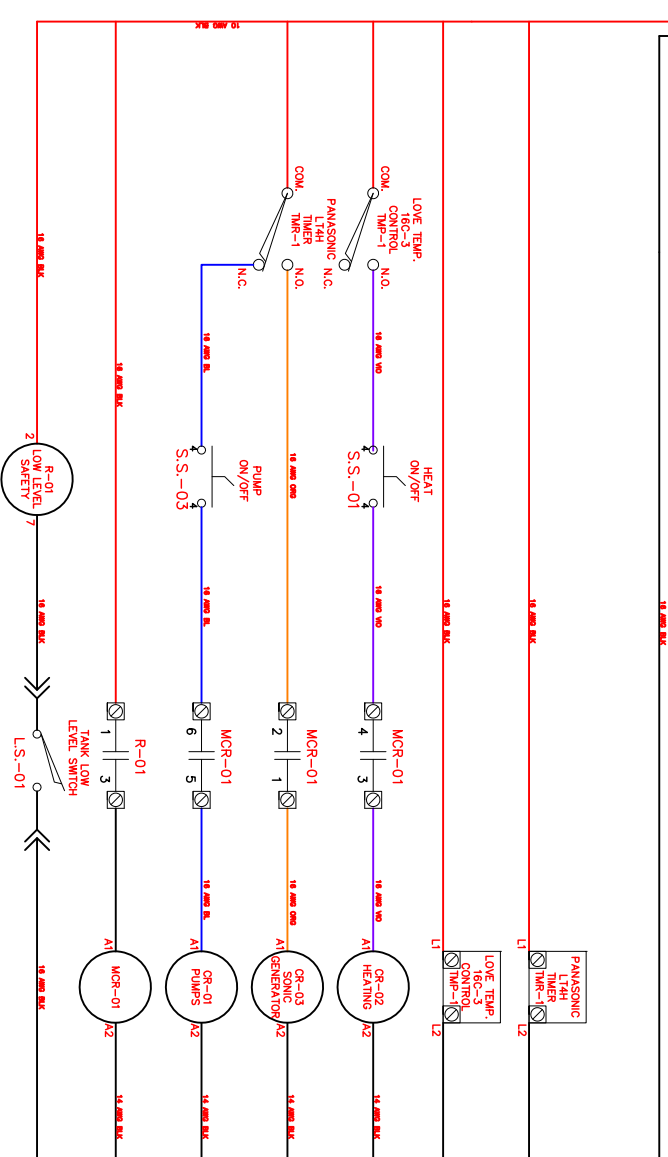 10 AWG BLK
16 AWG BLK
PANASONIC
LT4H
TIMER
TMR-1
L1
L2
16 AWG BLK
LOVE TEMP.
16C-3
CONTROL
TMP-1
L1
L2
16 AWG BLK
LOVE TEMP.
16C-3
CONTROL
TMP-1
COM.
N.O.
N.C.
16 AWG VIO
HEAT
ON/OFF
4
4
S.S.-01
16 AWG VIO
MCR-01
4
3
16 AWG VIO
A1
CR-02
HEATING
A2
14 AWG BLK
PANASONIC
LT4H
TIMER
TMR-1
COM.
N.O.
N.C.
16 AWG ORG
MCR-01
2
1
16 AWG ORG
A1
CR-03
SONIC
GENERATOR
A2
14 AWG BLK
16 AWG BL
PUMP
ON/OFF
4
4
S.S.-03
16 AWG BL
MCR-01
6
5
16 AWG BL
A1
CR-01
PUMPS
A2
14 AWG BLK
16 AWG BLK
R-01
1
3
A1
MCR-01
A2
14 AWG BLK
16 AWG BLK
2
R-01
LOW LEVEL
SAFETY
7
16 AWG BLK
TANK LOW
LEVEL SWITCH
L.S.-01
16 AWG BLK